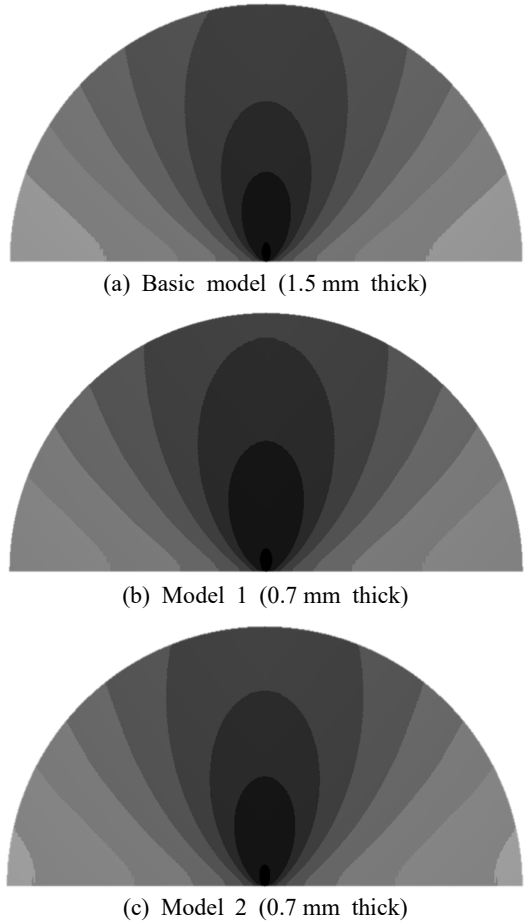 (a) Basic model (1.5 mm thick)
(b) Model 1 (0.7 mm thick)
(c) Model 2 (0.7 mm thick)